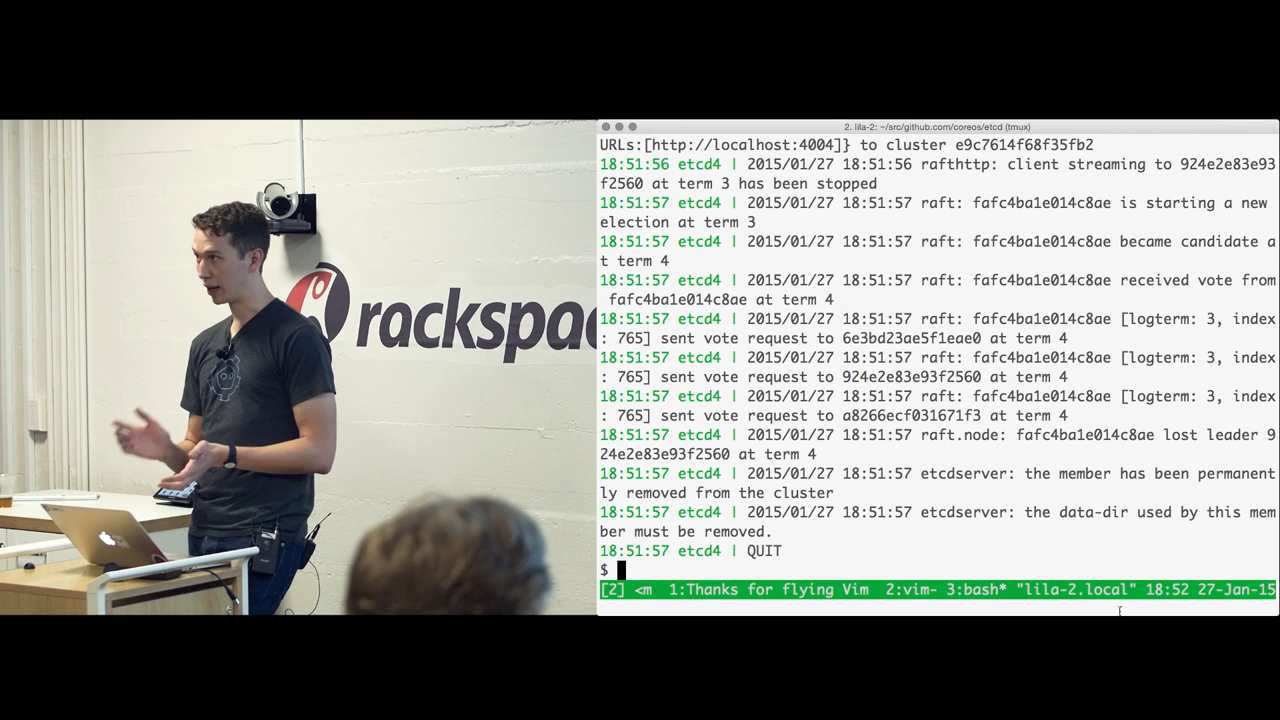 rackspac
2. lila-2: ~/src/github.com/coreos/etcd (tmux)
URLs:[http://localhost:4004]} to cluster e9c7614f68f35fb2
18:51:56 etcd4 | 2015/01/27 18:51:56 rafthttp: client streaming to 924e2e83e93
f2560 at term 3 has been stopped
18:51:57 etcd4 | 2015/01/27 18:51:57 raft: fafc4ba1e014c8ae is starting a new
election at term 3
18:51:57 etcd4 | 2015/01/27 18:51:57 raft: fafc4ba1e014c8ae became candidate a
t term 4
18:51:57 etcd4 | 2015/01/27 18:51:57 raft: fafc4ba1e014c8ae received vote from
fafc4ba1e014c8ae at term 4
18:51:57 etcd4 | 2015/01/27 18:51:57 raft: fafc4ba1e014c8ae [logterm: 3, index
: 765] sent vote request to 6e3bd23ae5f1eae0 at term 4
18:51:57 etcd4 | 2015/01/27 18:51:57 raft: fafc4ba1e014c8ae [logterm: 3, index
: 765] sent vote request to 924e2e83e93f2560 at term 4
18:51:57 etcd4 | 2015/01/27 18:51:57 raft: fafc4ba1e014c8ae [logterm: 3, index
: 765] sent vote request to a8266ecf031671f3 at term 4
18:51:57 etcd4 | 2015/01/27 18:51:57 raft.node: fafc4ba1e014c8ae lost leader 9
24e2e83e93f2560 at term 4
18:51:57 etcd4 | 2015/01/27 18:51:57 etcdserver: the member has been permanent
ly removed from the cluster
18:51:57 etcd4 | 2015/01/27 18:51:57 etcdserver: the data-dir used by this mem
ber must be removed.
18:51:57 etcd4 | QUIT
$
[2] <m 1:Thanks for flying Vim 2:vim- 3:bash* "lila-2.local" 18:52 27-Jan-15